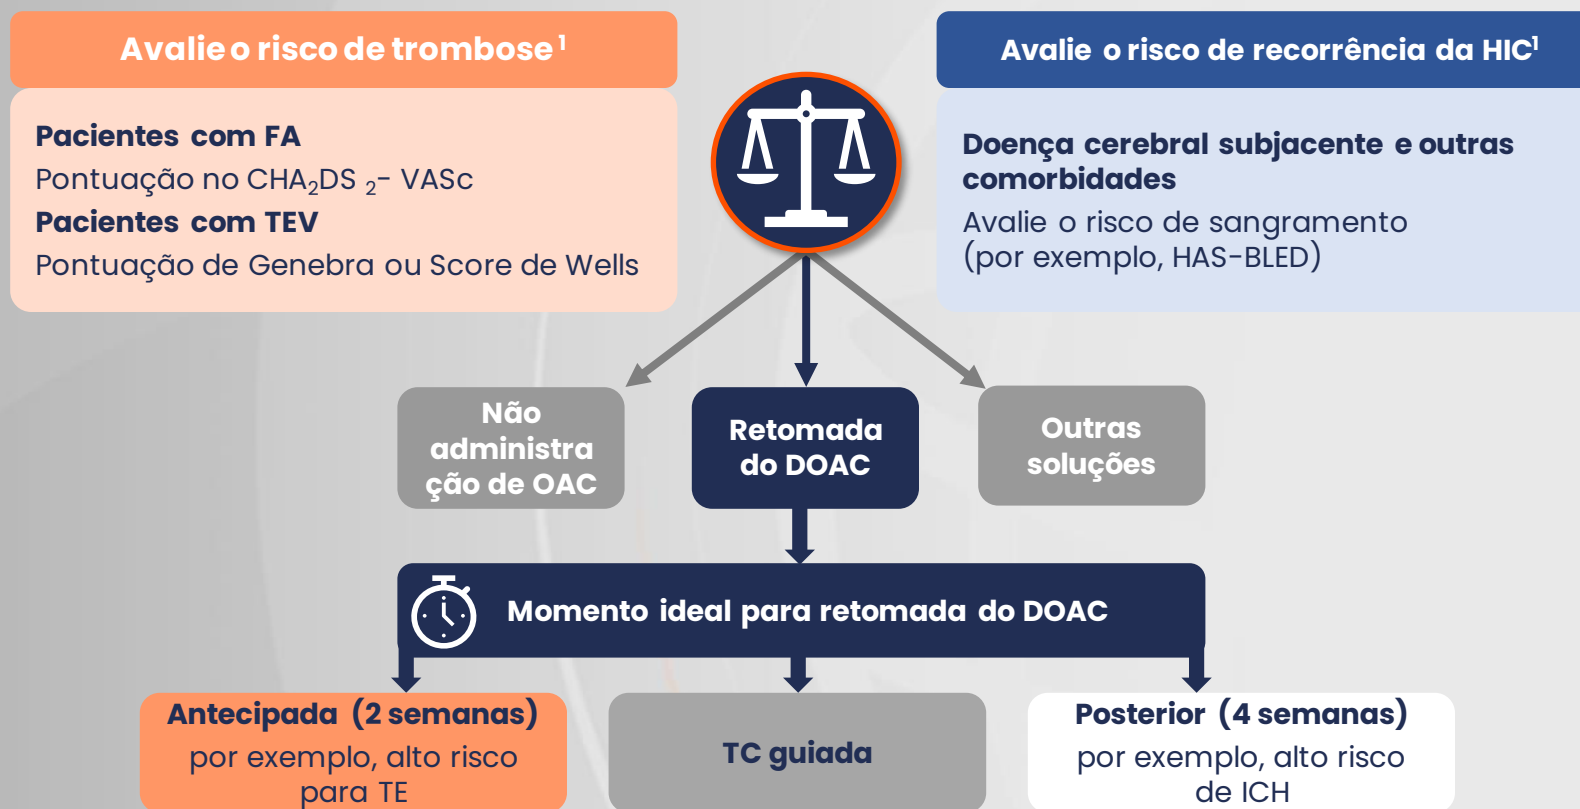 Avalie o risco de trombose ¹
Pacientes com FA
Pontuação no CHA₂DS ₂- VASc
Pacientes com TEV
Pontuação de Genebra ou Score de Wells
Avalie o risco de recorrência da HIC¹
Doença cerebral subjacente e outras
comorbidades
Avalie o risco de sangramento
(por exemplo, HAS-BLED)
Não
administra
ção de OAC
Retomada
do DOAC
Outras
soluções
Momento ideal para retomada do DOAC
Antecipada (2 semanas)
por exemplo, alto risco
para TE
TC guiada
Posterior (4 semanas)
por exemplo, alto risco
de ICH